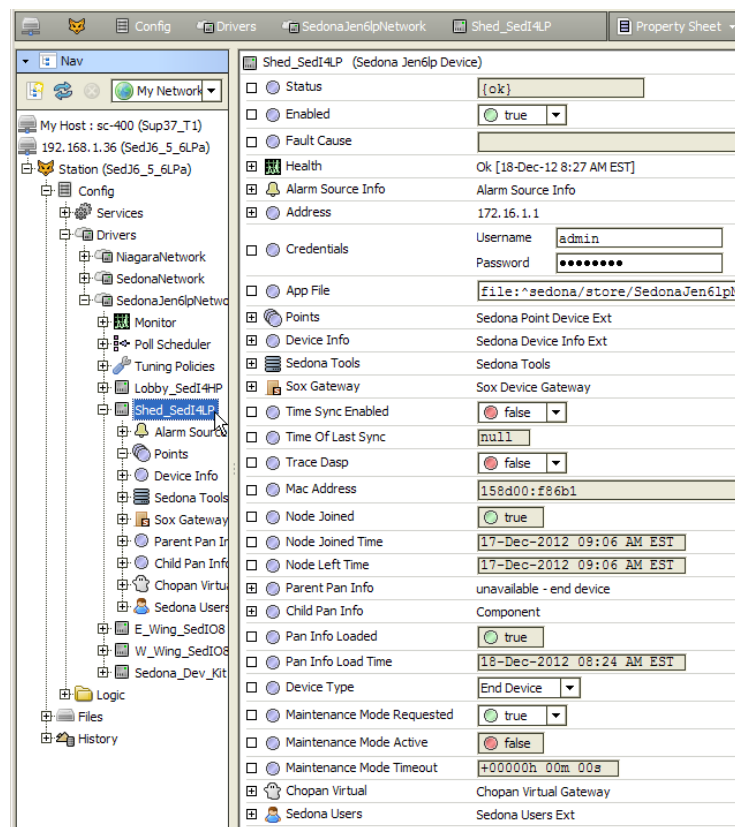 Config Drivers SedonaJen6lpNetwork Shed_SedI4LP Property Sheet
Nav
My Network
My Host : sc-400 (Sup37_T1)
192.168.1.36 (SedJ6_5_6LPa)
Station (SedJ6_5_6LPa)
Config
Services
Drivers
NiagaraNetwork
SedonaNetwork
SedonaJen6lpNetwo
Monitor
Poll Scheduler
Tuning Policies
Lobby_SedI4HP
Shed_SedI4LP
Alarm Source
Points
Device Info
Sedona Tools
Sox Gateway
Parent Pan In
Child Pan Info
Chopan Virtua
Sedona Users
E_Wing_SedIO8
W_Wing_SedIO8
Sedona_Dev_Kit
Logic
Files
History
Shed_SedI4LP (Sedona Jen6lp Device)
Status {ok}
Enabled true
Fault Cause
Health Ok [18-Dec-12 8:27 AM EST]
Alarm Source Info Alarm Source Info
Address 172.16.1.1
Credentials Username admin
Password ●●●●●●●●
App File file:^sedona/store/SedonaJen6lpN
Points Sedona Point Device Ext
Device Info Sedona Device Info Ext
Sedona Tools Sedona Tools
Sox Gateway Sox Device Gateway
Time Sync Enabled false
Time Of Last Sync null
Trace Dasp false
Mac Address 158d00:f86b1
Node Joined true
Node Joined Time 17-Dec-2012 09:06 AM EST
Node Left Time 17-Dec-2012 09:06 AM EST
Parent Pan Info unavailable - end device
Child Pan Info Component
Pan Info Loaded true
Pan Info Load Time 18-Dec-2012 08:24 AM EST
Device Type End Device
Maintenance Mode Requested true
Maintenance Mode Active false
Maintenance Mode Timeout +00000h 00m 00s
Chopan Virtual Chopan Virtual Gateway
Sedona Users Sedona Users Ext